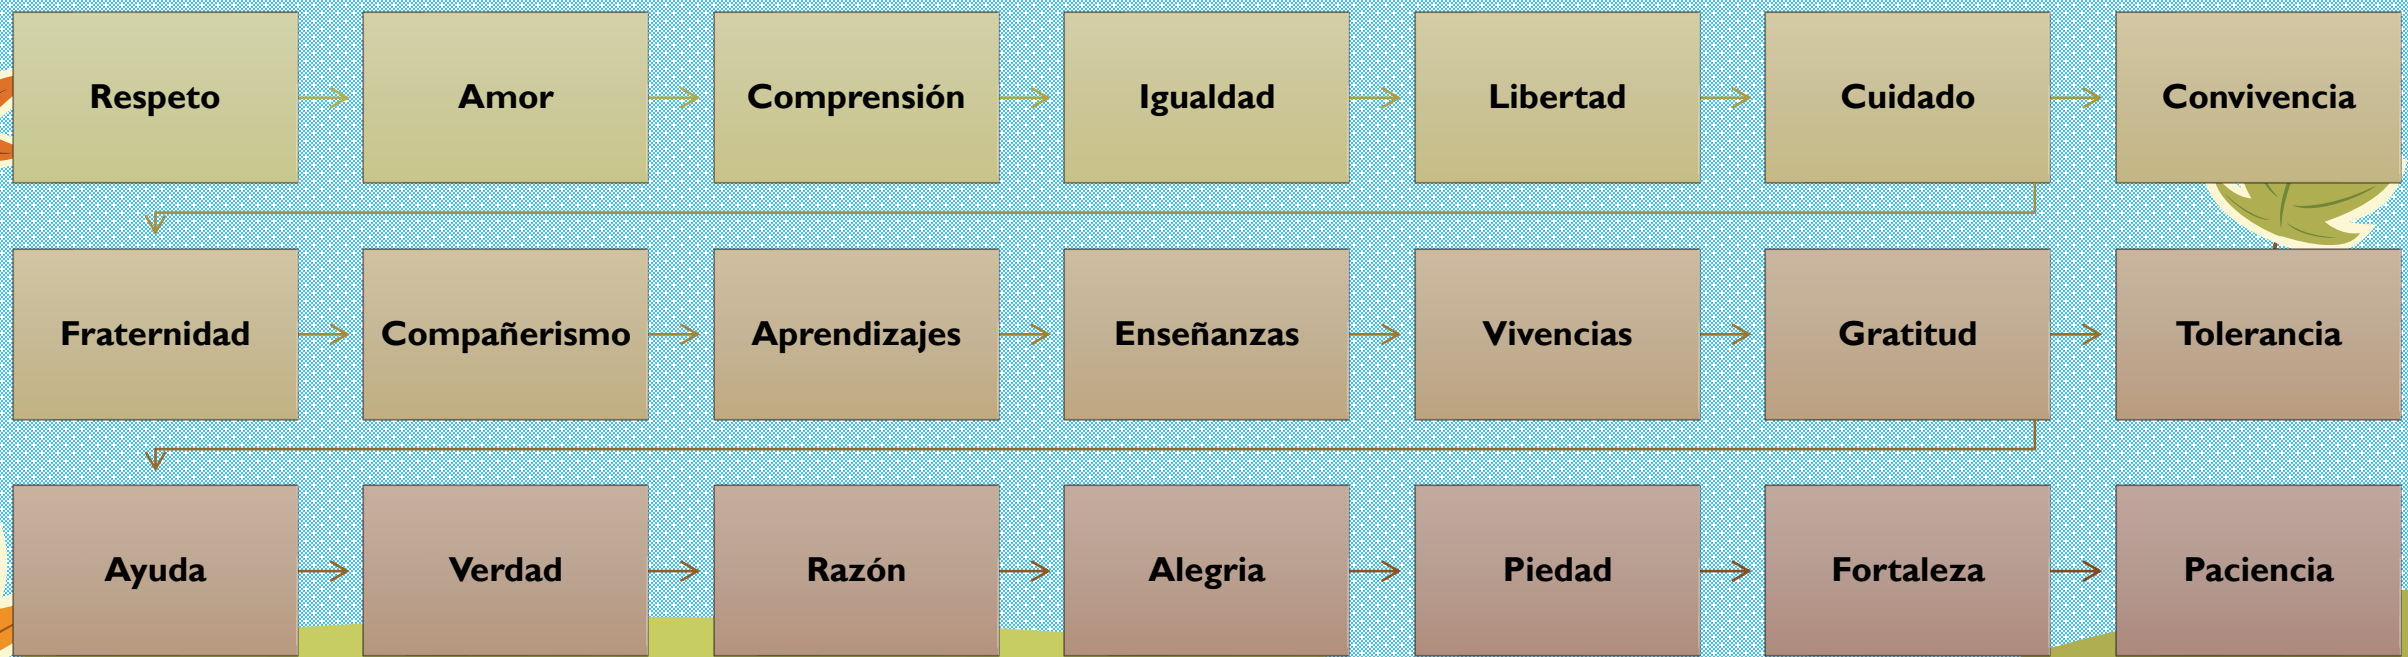 Respeto
Amor
Comprensión
Igualdad
Libertad
Cuidado
Convivencia
Fraternidad
Compañerismo
Aprendizajes
Enseñanzas
Vivencias
Gratitud
Tolerancia
Ayuda
Verdad
Razón
Alegria
Piedad
Fortaleza
Paciencia